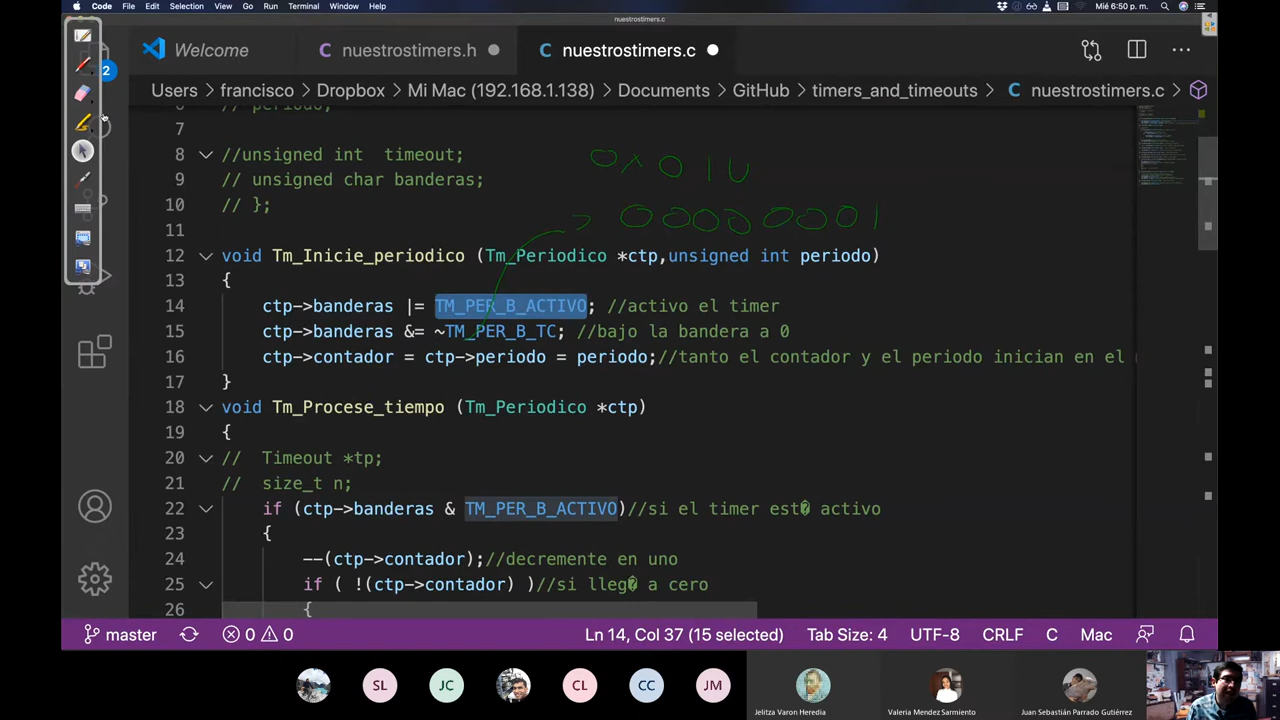 Code File Edit Selection View Go Run Terminal Window Help Mié 6:50 p. m.
nuestrostimers.c
Welcome nuestrostimers.h C nuestrostimers.c
2
Users > francisco > Dropbox > Mi Mac (192.168.1.138) > Documents > GitHub > timers_and_timeouts > C nuestrostimers.c >
6 // periodo;
7
8 //unsigned int timeout;
9 // unsigned char banderas;
10 // };
11
0x010
00000001
12 void Tm_Inicie_periodico (Tm_Periodico *ctp,unsigned int periodo)
13 {
14 ctp->banderas |= TM_PER_B_ACTIVO; //activo el timer
15 ctp->banderas &= ~TM_PER_B_TC; //bajo la bandera a 0
16 ctp->contador = ctp->periodo = periodo;//tanto el contador y el periodo inician en el
17 }
18 void Tm_Procese_tiempo (Tm_Periodico *ctp)
19 {
20 // Timeout *tp;
21 // size_t n;
22 if (ctp->banderas & TM_PER_B_ACTIVO)//si el timer est� activo
23 {
24 --(ctp->contador);//decremente en uno
25 if ( !(ctp->contador) )//si lleg� a cero
26 {
master 0 0 Ln 14, Col 37 (15 selected) Tab Size: 4 UTF-8 CRLF C Mac
SL JC CL CC JM
Jelitza Varon Heredia Valeria Mendez Sarmiento Juan Sebastián Parrado Gutiérrez